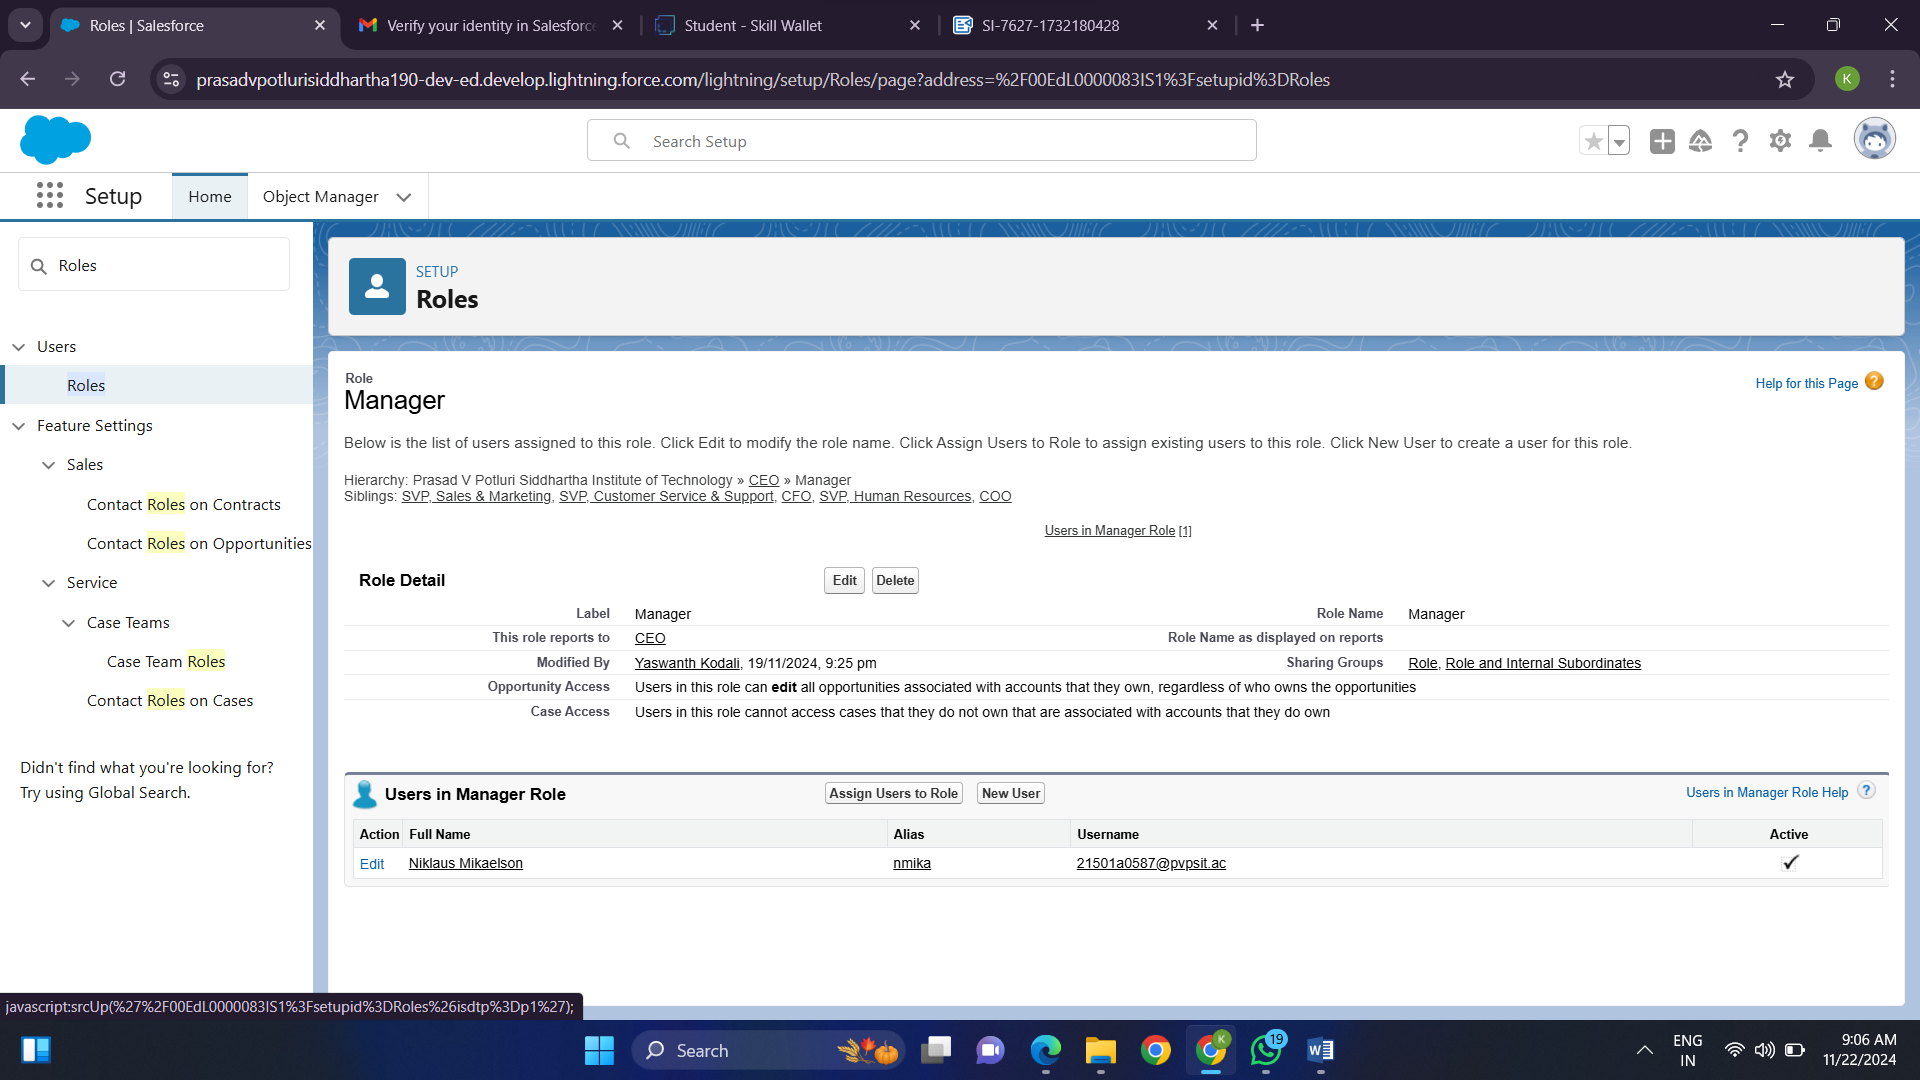 Roles | Salesforce
Verify your identity in Salesforc
Student - Skill Wallet
SI-7627-1732180428
prasadvpotlurisiddhartha190-dev-ed.develop.lightning.force.com/lightning/setup/Roles/page?address=%2F00EdL0000083IS1%3Fsetupid%3DRoles
K
Search Setup
Setup
Home
Object Manager
Roles
Users
Roles
Feature Settings
Sales
Contact Roles on Contracts
Contact Roles on Opportunities
Service
Case Teams
Case Team Roles
Contact Roles on Cases
Didn't find what you're looking for?
Try using Global Search.
SETUP
Roles
Role
Manager
Help for this Page
Below is the list of users assigned to this role. Click Edit to modify the role name. Click Assign Users to Role to assign existing users to this role. Click New User to create a user for this role.
Hierarchy: Prasad V Potluri Siddhartha Institute of Technology » CEO » Manager
Siblings: SVP, Sales & Marketing, SVP, Customer Service & Support, CFO, SVP, Human Resources, COO
Users in Manager Role [1]
Role Detail
Edit
Delete
Label Manager
Role Name Manager
This role reports to CEO
Role Name as displayed on reports
Modified By Yaswanth Kodali, 19/11/2024, 9:25 pm
Sharing Groups Role, Role and Internal Subordinates
Opportunity Access Users in this role can edit all opportunities associated with accounts that they own, regardless of who owns the opportunities
Case Access Users in this role cannot access cases that they do not own that are associated with accounts that they do own
Users in Manager Role
Assign Users to Role
New User
Users in Manager Role Help ?
Action Full Name Alias Username Active
Edit Niklaus Mikaelson nmika 21501a0587@pvpsit.ac
javascript:srcUp(%27%2F00EdL0000083IS1%3Fsetupid%3DRoles%26isdtp%3Dp1%27);
Search
K
19
ENG
IN
9:06 AM
11/22/2024